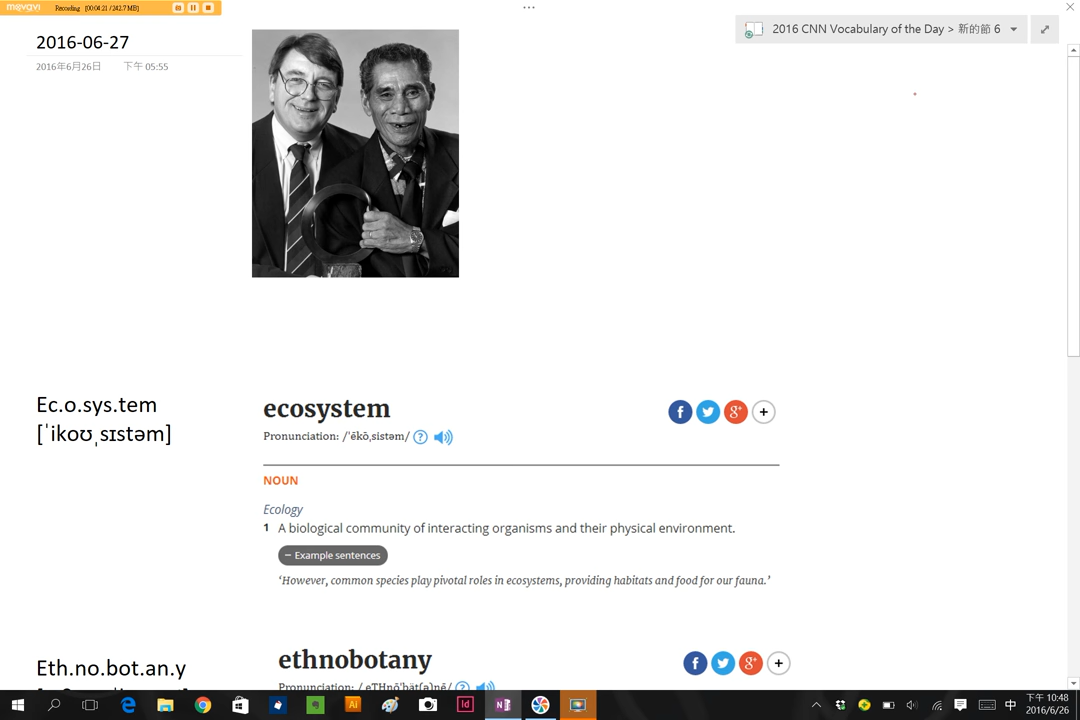 movavi Recording [00:04:21 / 242.7 MB]
2016 CNN Vocabulary of the Day > 新的節 6
2016-06-27
2016年6月26日 下午 05:55
Ec.o.sys.tem
[ˈikoʊˌsɪstəm]
ecosystem
Pronunciation: /ˈēkōˌsistəm/
NOUN
Ecology
1 A biological community of interacting organisms and their physical environment.
− Example sentences
‘However, common species play pivotal roles in ecosystems, providing habitats and food for our fauna.’
Eth.no.bot.an.y
ethnobotany
Pronunciation:
下午 10:48
中
2016/6/26